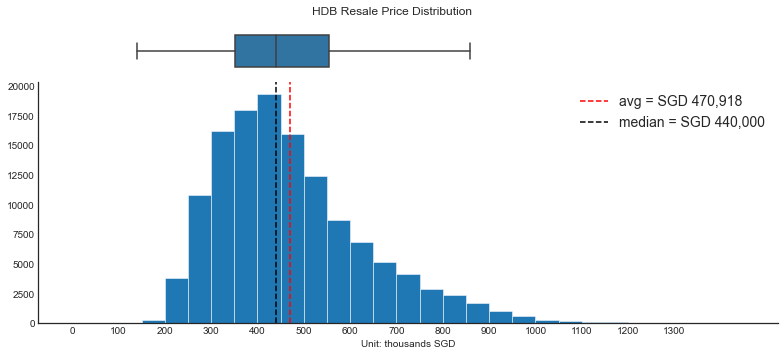 HDB Resale Price Distribution
avg = SGD 470,918
median = SGD 440,000
20000
17500
15000
12500
10000
7500
5000
2500
0
0 100 200 300 400 500 600 700 800 900 1000 1100 1200 1300
Unit: thousands SGD